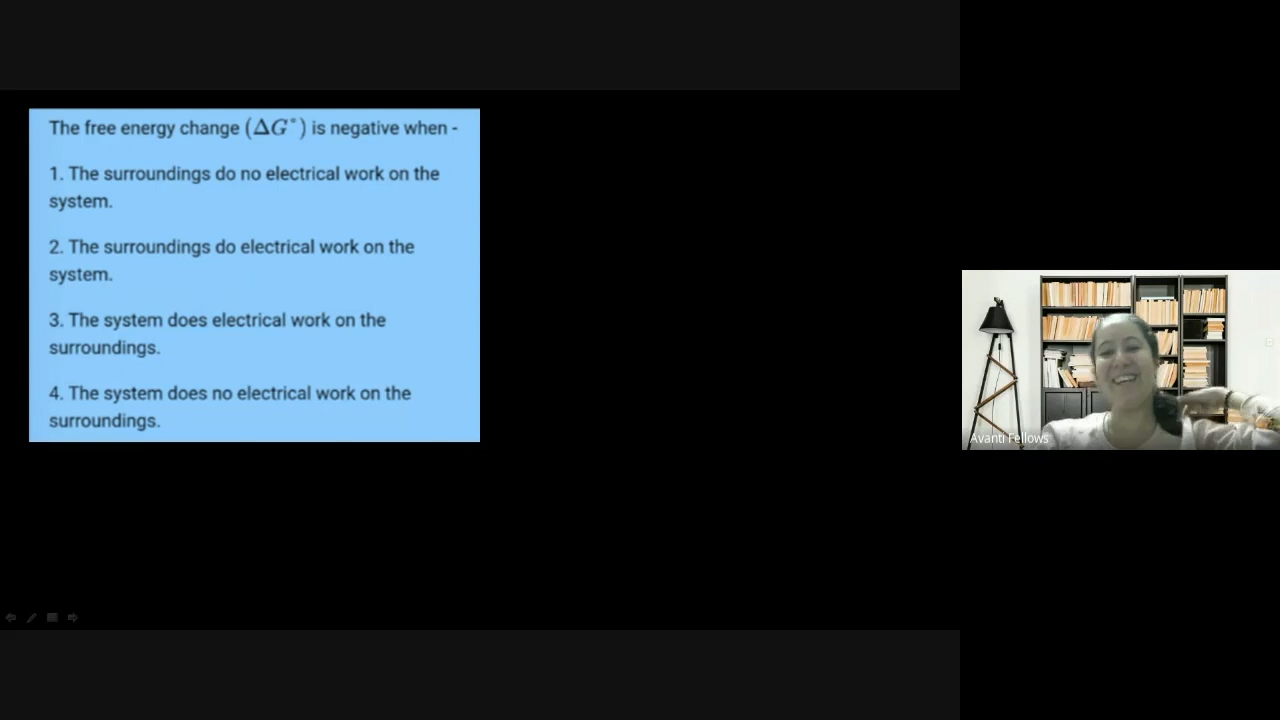 The free energy change (ΔG°) is negative when -
1. The surroundings do no electrical work on the
system.
2. The surroundings do electrical work on the
system.
3. The system does electrical work on the
surroundings.
4. The system does no electrical work on the
surroundings.
Avanti Fellows